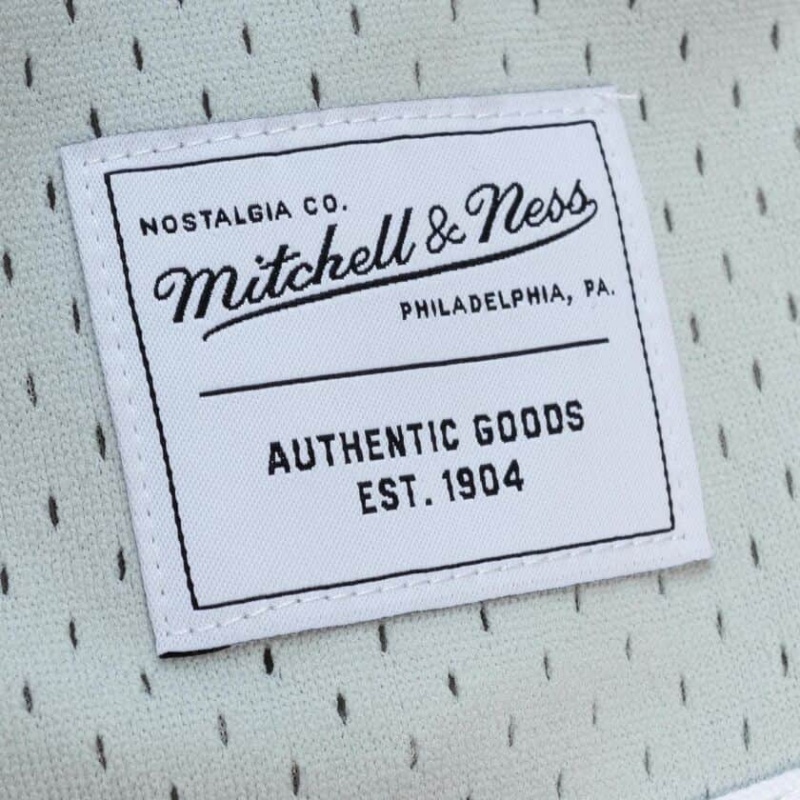 NOSTALGIA CO.
Mitchell & Ness
PHILADELPHIA, PA.
AUTHENTIC GOODS
EST. 1904